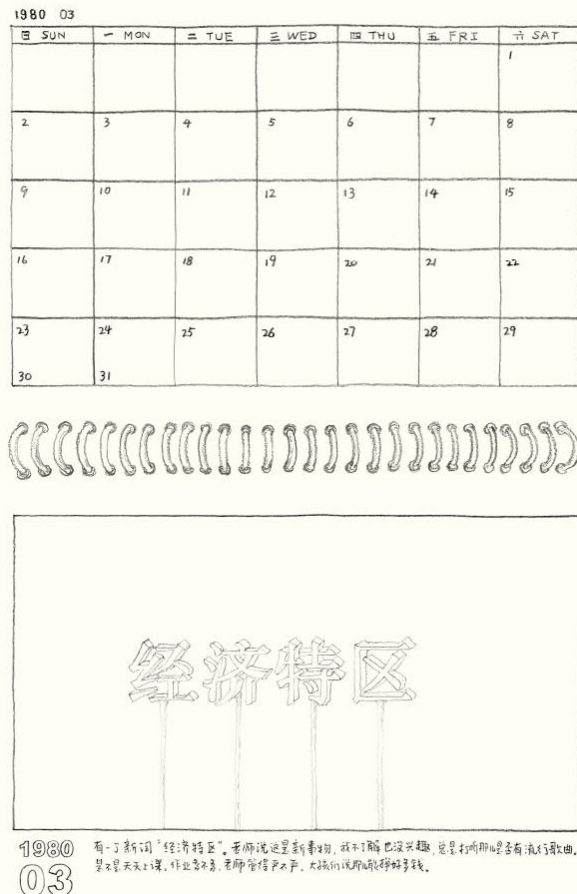 1980 03
日 SUN 一 MON 二 TUE 三 WED 四 THU 五 FRI 六 SAT
1
2 3 4 5 6 7 8
9 10 11 12 13 14 15
16 17 18 19 20 21 22
23 24 25 26 27 28 29
30 31
经济特区
1980
03
有一丁新词“经济特区”。老师说这是新事物,我不了解也没兴趣,总是打听那儿是否有流行歌曲,
是不是天天上课,作业多不多,老师管得严不严。大孩们说那儿能挣好多钱。